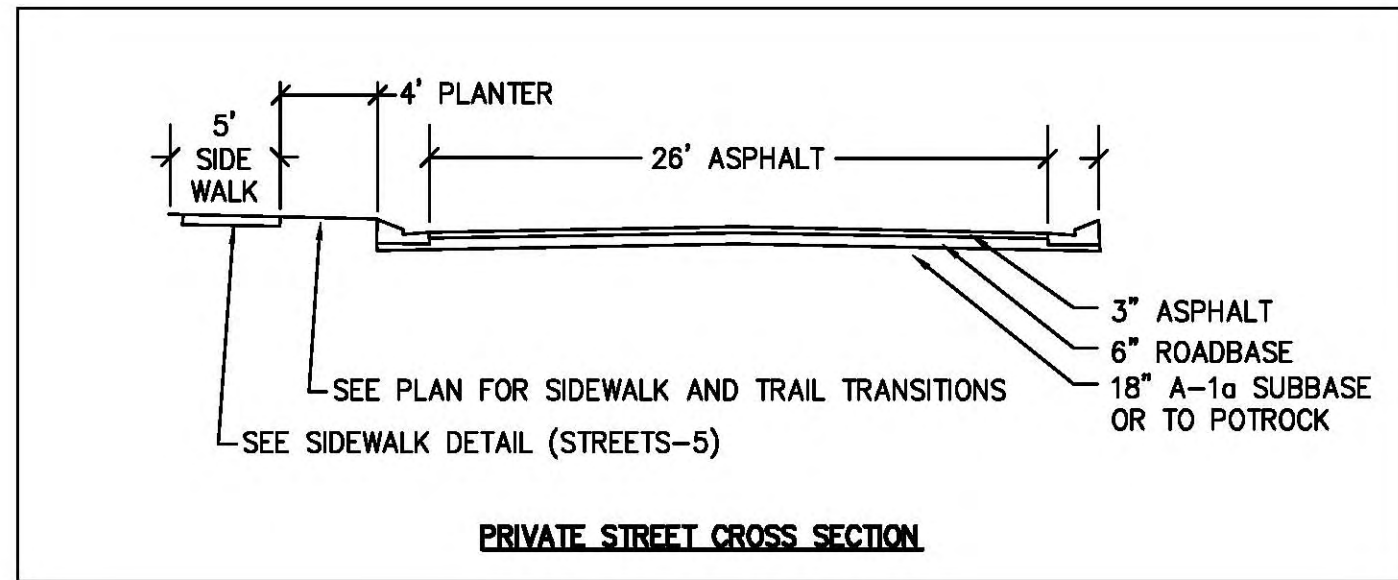 4' PLANTER
5'
SIDE
WALK
26' ASPHALT
3" ASPHALT
6" ROADBASE
18" A-1a SUBBASE
OR TO POTROCK
SEE PLAN FOR SIDEWALK AND TRAIL TRANSITIONS
SEE SIDEWALK DETAIL (STREETS-5)
PRIVATE STREET CROSS SECTION